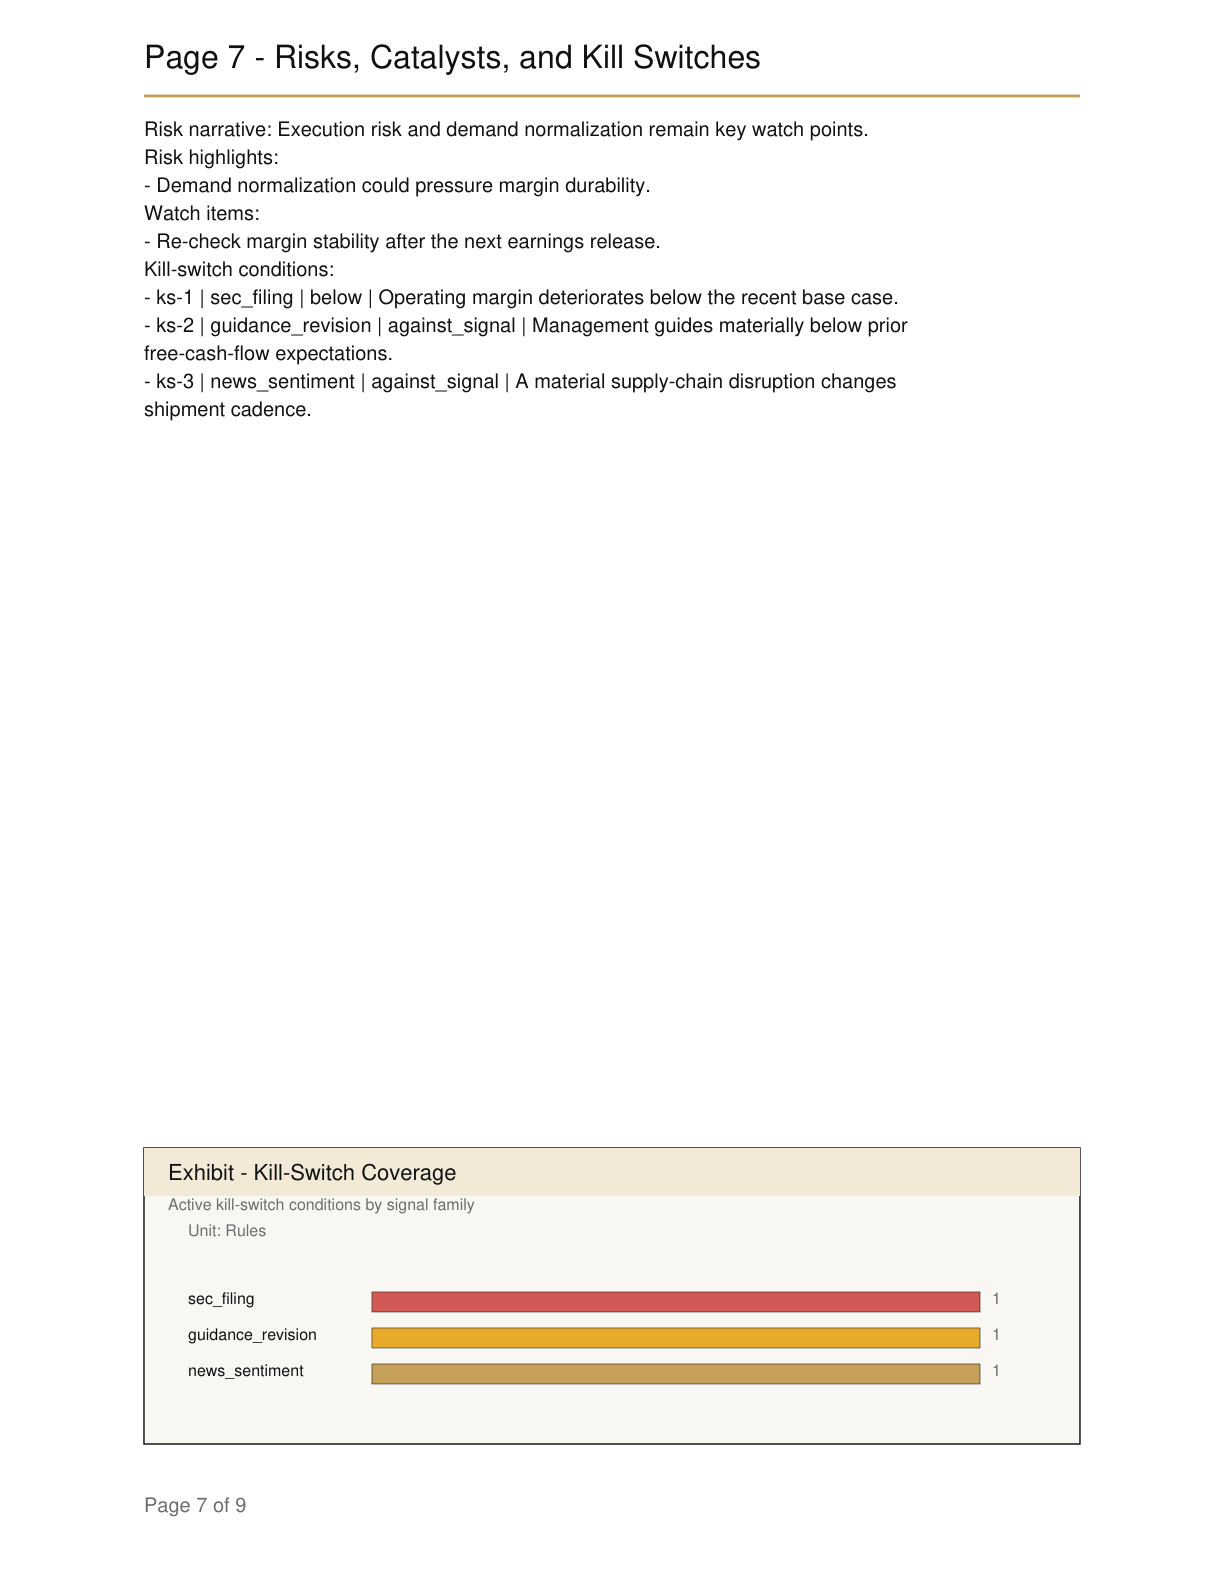 Page 7 - Risks, Catalysts, and Kill Switches
Risk narrative: Execution risk and demand normalization remain key watch points.
Risk highlights:
- Demand normalization could pressure margin durability.
Watch items:
- Re-check margin stability after the next earnings release.
Kill-switch conditions:
- ks-1 | sec_filing | below | Operating margin deteriorates below the recent base case.
- ks-2 | guidance_revision | against_signal | Management guides materially below prior
free-cash-flow expectations.
- ks-3 | news_sentiment | against_signal | A material supply-chain disruption changes
shipment cadence.
Exhibit - Kill-Switch Coverage
Active kill-switch conditions by signal family
Unit: Rules
sec_filing 1
guidance_revision 1
news_sentiment 1
Page 7 of 9